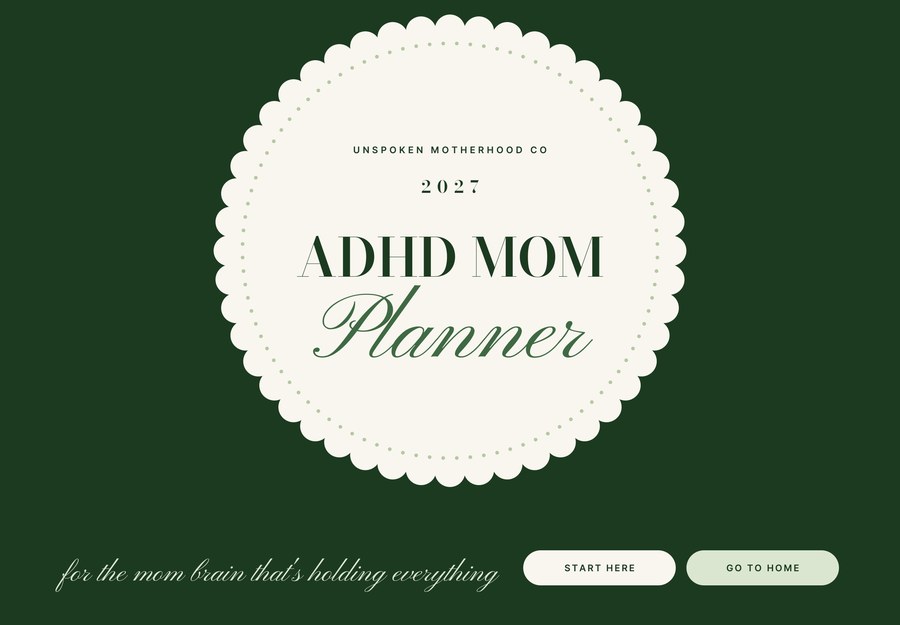 UNSPOKEN MOTHERHOOD CO
2027
ADHD MOM
Planner
for the mom brain that's holding everything
START HERE
GO TO HOME